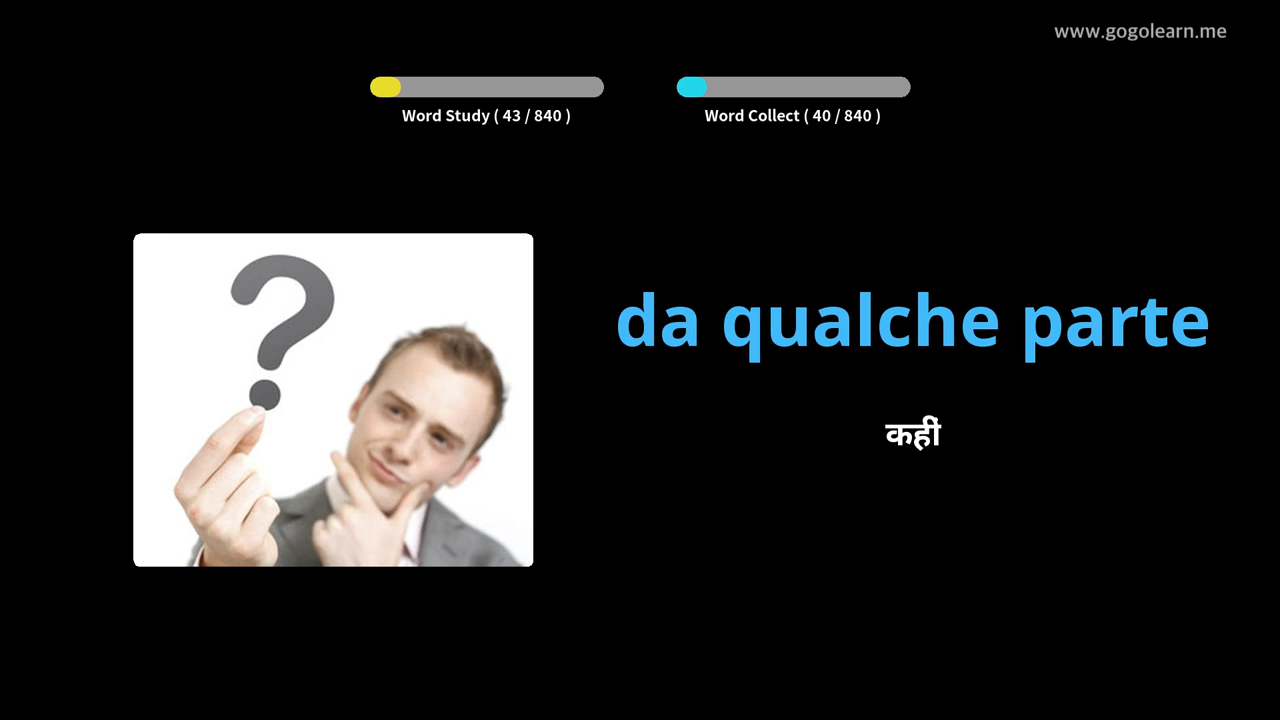 www.gogolearn.me
Word Study ( 43 / 840 )
Word Collect ( 40 / 840 )
da qualche parte
कहीं